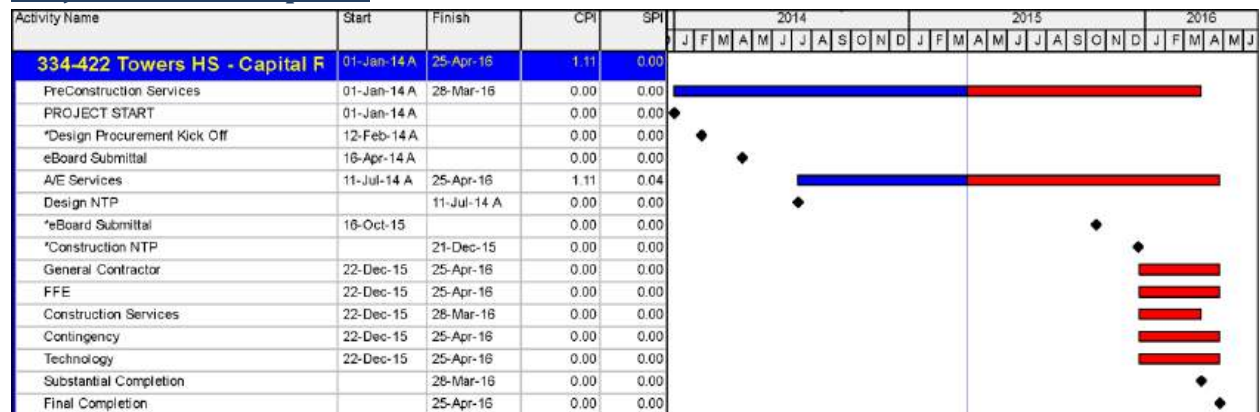 Activity Name Start Finish CPI SPI 2014 2015 2016
J F M A M J J A S O N D J F M A M J J A S O N D J F M A M J
334-422 Towers HS - Capital R 01-Jan-14 A 25-Apr-16 1.11 0.00
PreConstruction Services 01-Jan-14 A 28-Mar-16 0.00 0.00
PROJECT START 01-Jan-14 A 0.00 0.00
*Design Procurement Kick Off 12-Feb-14 A 0.00 0.00
eBoard Submittal 16-Apr-14 A 0.00 0.00
A/E Services 11-Jul-14 A 25-Apr-16 1.11 0.04
Design NTP 11-Jul-14 A 0.00 0.00
*eBoard Submittal 16-Oct-15 0.00 0.00
*Construction NTP 21-Dec-15 0.00 0.00
General Contractor 22-Dec-15 25-Apr-16 0.00 0.00
FFE 22-Dec-15 25-Apr-16 0.00 0.00
Construction Services 22-Dec-15 28-Mar-16 0.00 0.00
Contingency 22-Dec-15 25-Apr-16 0.00 0.00
Technology 22-Dec-15 25-Apr-16 0.00 0.00
Substantial Completion 28-Mar-16 0.00 0.00
Final Completion 25-Apr-16 0.00 0.00